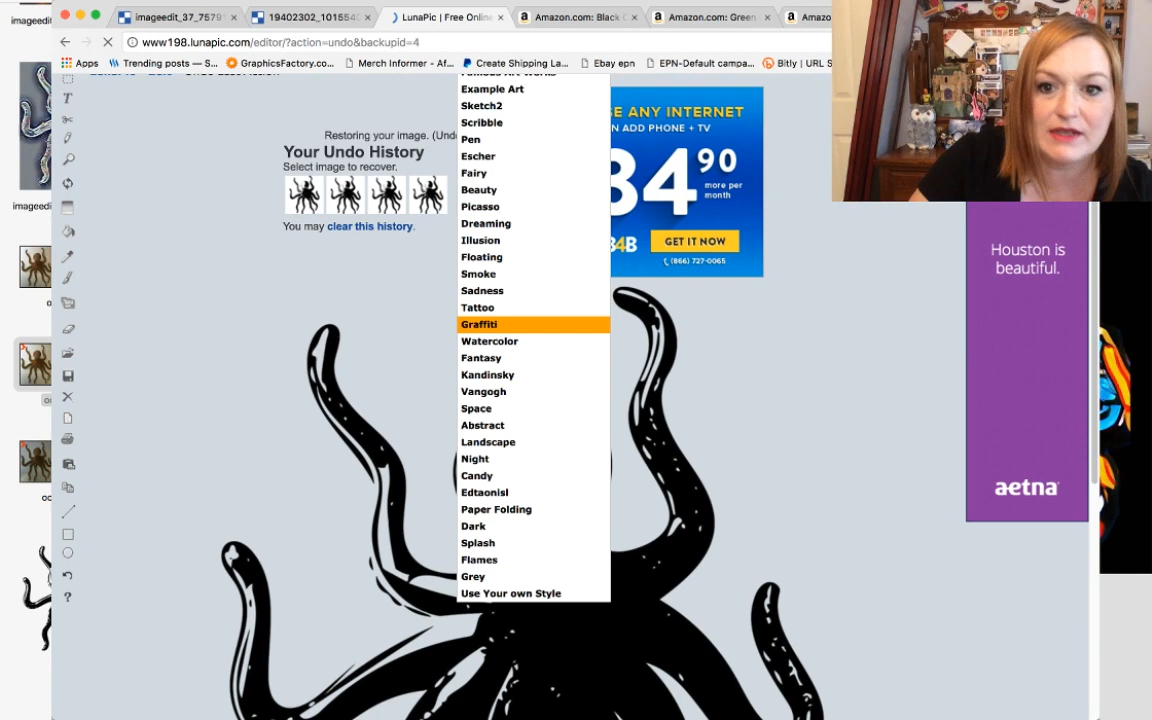 imageedit
imageedit_37_7579
19402302_101554
LunaPic | Free Onlin
Amazon.com: Black C
Amazon.com: Green
Amazo
www198.lunapic.com/editor/?action=undo&backupid=4
Apps
Trending posts — S...
GraphicsFactory.co...
Merch Informer - Af...
Create Shipping La...
Ebay epn
EPN-Default campa...
Bitly | URL S
Restoring your image. (Und
Your Undo History
Select image to recover.
You may clear this history.
Example Art
Sketch2
Scribble
Pen
Escher
Fairy
Beauty
Picasso
Dreaming
Illusion
Floating
Smoke
Sadness
Tattoo
Graffiti
Watercolor
Fantasy
Kandinsky
Vangogh
Space
Abstract
Landscape
Night
Candy
Edtaonisl
Paper Folding
Dark
Splash
Flames
Grey
Use Your own Style
E ANY INTERNET
N ADD PHONE + TV
34 90
more per
month
B4B
GET IT NOW
(866) 727-0065
Houston is
beautiful.
aetna
imageedi
T
?